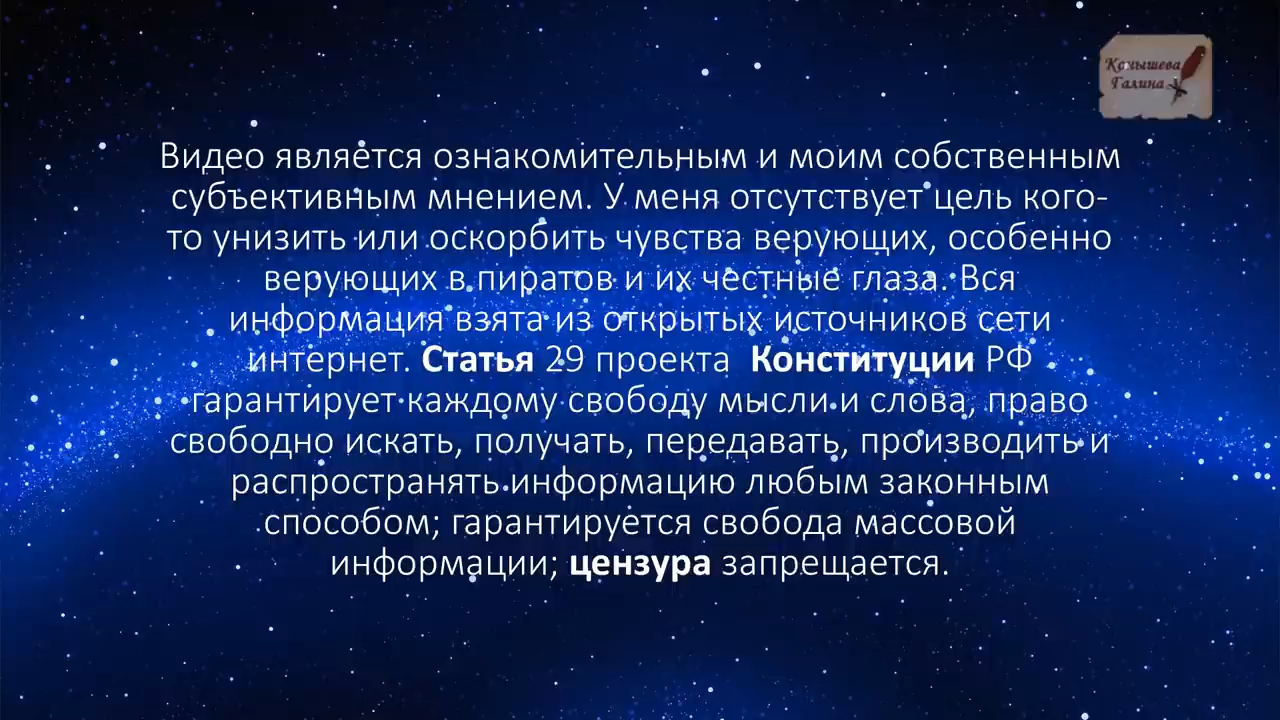 Камышева
Галина
Видео является ознакомительным и моим собственным
субъективным мнением. У меня отсутствует цель кого-
то унизить или оскорбить чувства верующих, особенно
верующих в пиратов и их честные глаза. Вся
информация взята из открытых источников сети
интернет. Статья 29 проекта  Конституции РФ
гарантирует каждому свободу мысли и слова, право
свободно искать, получать, передавать, производить и
распространять информацию любым законным
способом; гарантируется свобода массовой
информации; цензура запрещается.